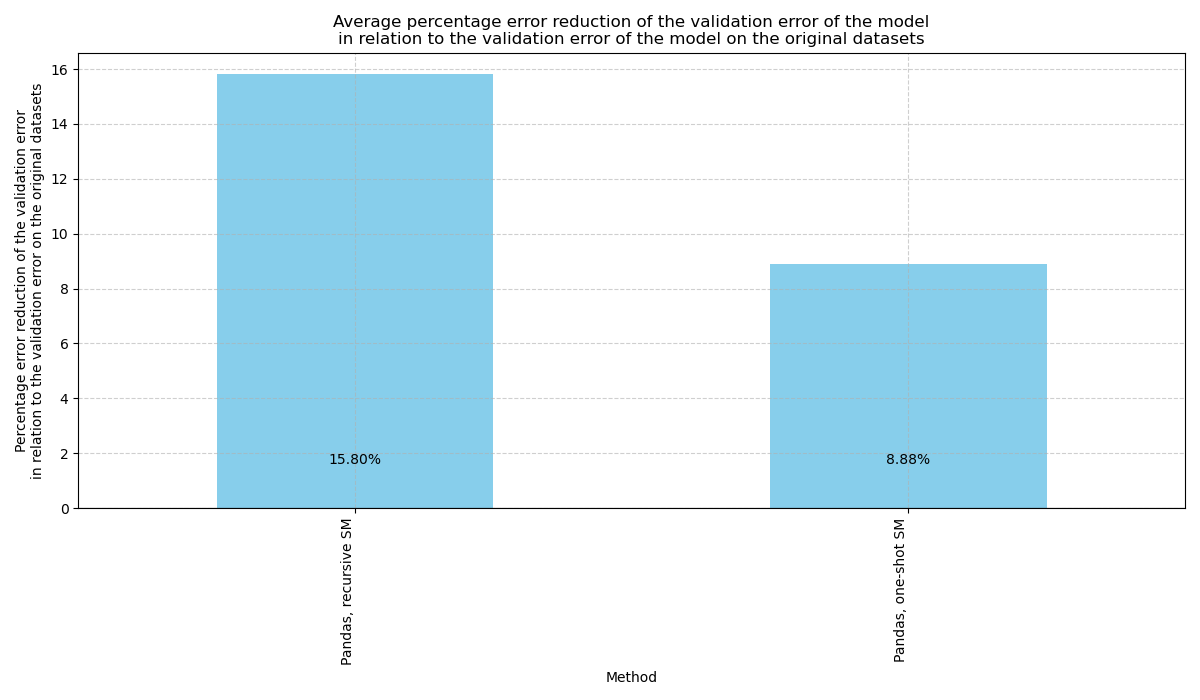 Average percentage error reduction of the validation error of the model
in relation to the validation error of the model on the original datasets
Percentage error reduction of the validation error
in relation to the validation error on the original datasets
16
14
12
10
8
6
4
2
0
15.80%
8.88%
Pandas, recursive SM
Pandas, one-shot SM
Method